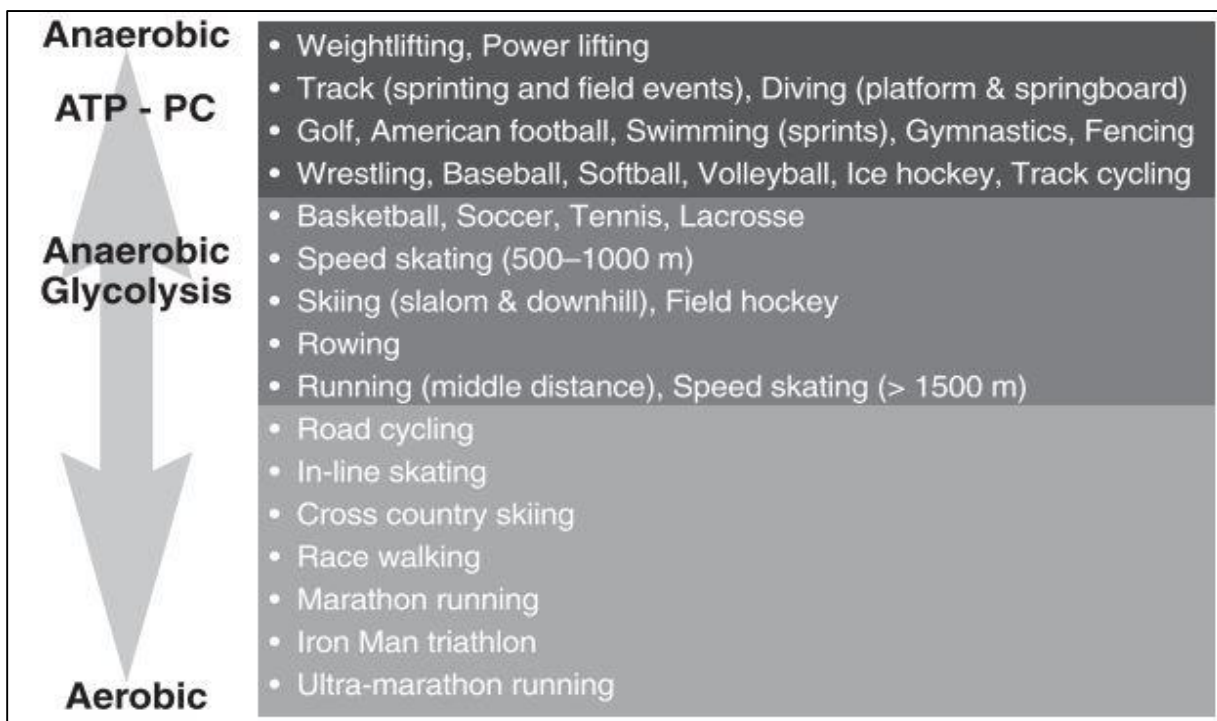 Anaerobic
ATP - PC
Anaerobic
Glycolysis
Aerobic
• Weightlifting, Power lifting
• Track (sprinting and field events), Diving (platform & springboard)
• Golf, American football, Swimming (sprints), Gymnastics, Fencing
• Wrestling, Baseball, Softball, Volleyball, Ice hockey, Track cycling
• Basketball, Soccer, Tennis, Lacrosse
• Speed skating (500–1000 m)
• Skiing (slalom & downhill), Field hockey
• Rowing
• Running (middle distance), Speed skating (> 1500 m)
• Road cycling
• In-line skating
• Cross country skiing
• Race walking
• Marathon running
• Iron Man triathlon
• Ultra-marathon running